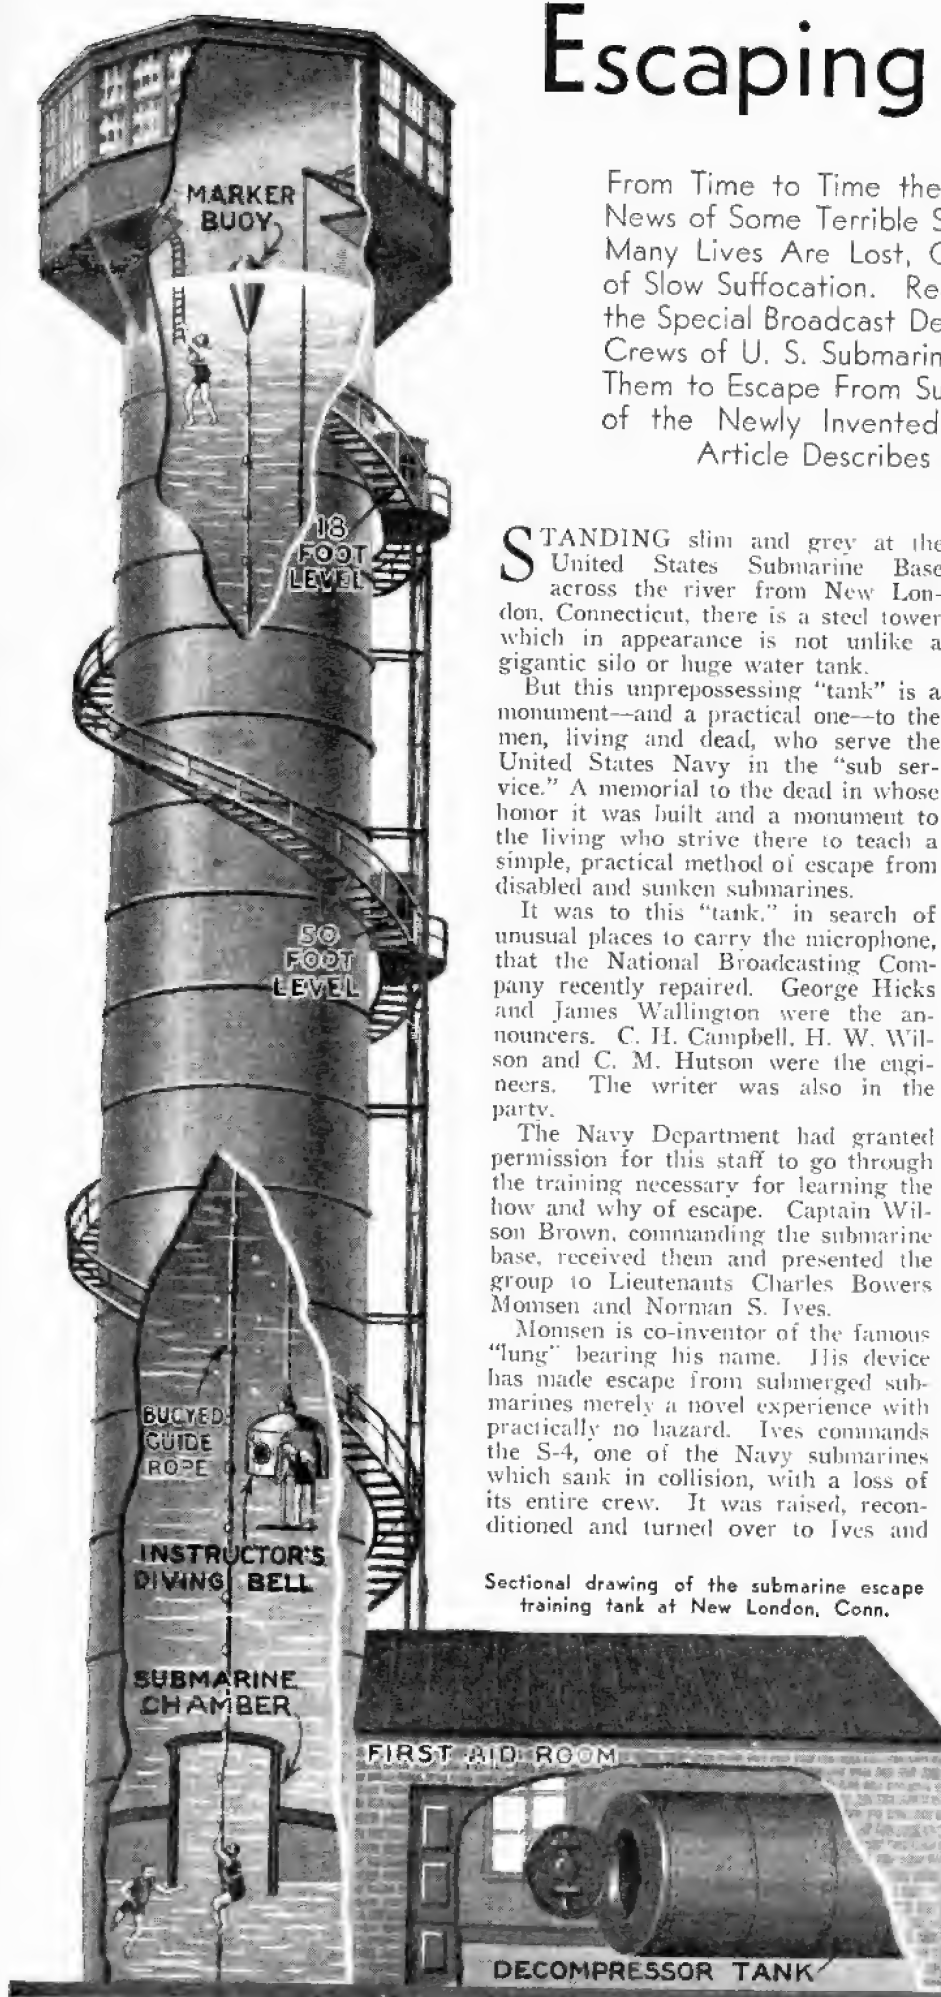 Escaping
From Time to Time the
News of Some Terrible S
Many Lives Are Lost, C
of Slow Suffocation. Re
the Special Broadcast De
Crews of U. S. Submarin
Them to Escape From Su
of the Newly Invented
Article Describes
STANDING slim and grey at the
United States Submarine Base
across the river from New Lon-
don, Connecticut, there is a steel tower
which in appearance is not unlike a
gigantic silo or huge water tank.
But this unprepossessing "tank" is a
monument—and a practical one—to the
men, living and dead, who serve the
United States Navy in the "sub ser-
vice." A memorial to the dead in whose
honor it was built and a monument to
the living who strive there to teach a
simple, practical method of escape from
disabled and sunken submarines.
It was to this "tank," in search of
unusual places to carry the microphone,
that the National Broadcasting Com-
pany recently repaired. George Hicks
and James Wallington were the an-
nouncers. C. H. Campbell, H. W. Wil-
son and C. M. Hutson were the engi-
neers. The writer was also in the
party.
The Navy Department had granted
permission for this staff to go through
the training necessary for learning the
how and why of escape. Captain Wil-
son Brown, commanding the submarine
base, received them and presented the
group to Lieutenants Charles Bowers
Momsen and Norman S. Ives.
Momsen is co-inventor of the famous
"lung" bearing his name. His device
has made escape from submerged sub-
marines merely a novel experience with
practically no hazard. Ives commands
the S-4, one of the Navy submarines
which sank in collision, with a loss of
its entire crew. It was raised, recon-
ditioned and turned over to Ives and
Sectional drawing of the submarine escape
training tank at New London, Conn.
MARKER
BUOY
18
FOOT
LEVEL
50
FOOT
LEVEL
BUOYED
GUIDE
ROPE
INSTRUCTOR'S
DIVING BELL
SUBMARINE
CHAMBER
FIRST AID ROOM
DECOMPRESSOR TANK